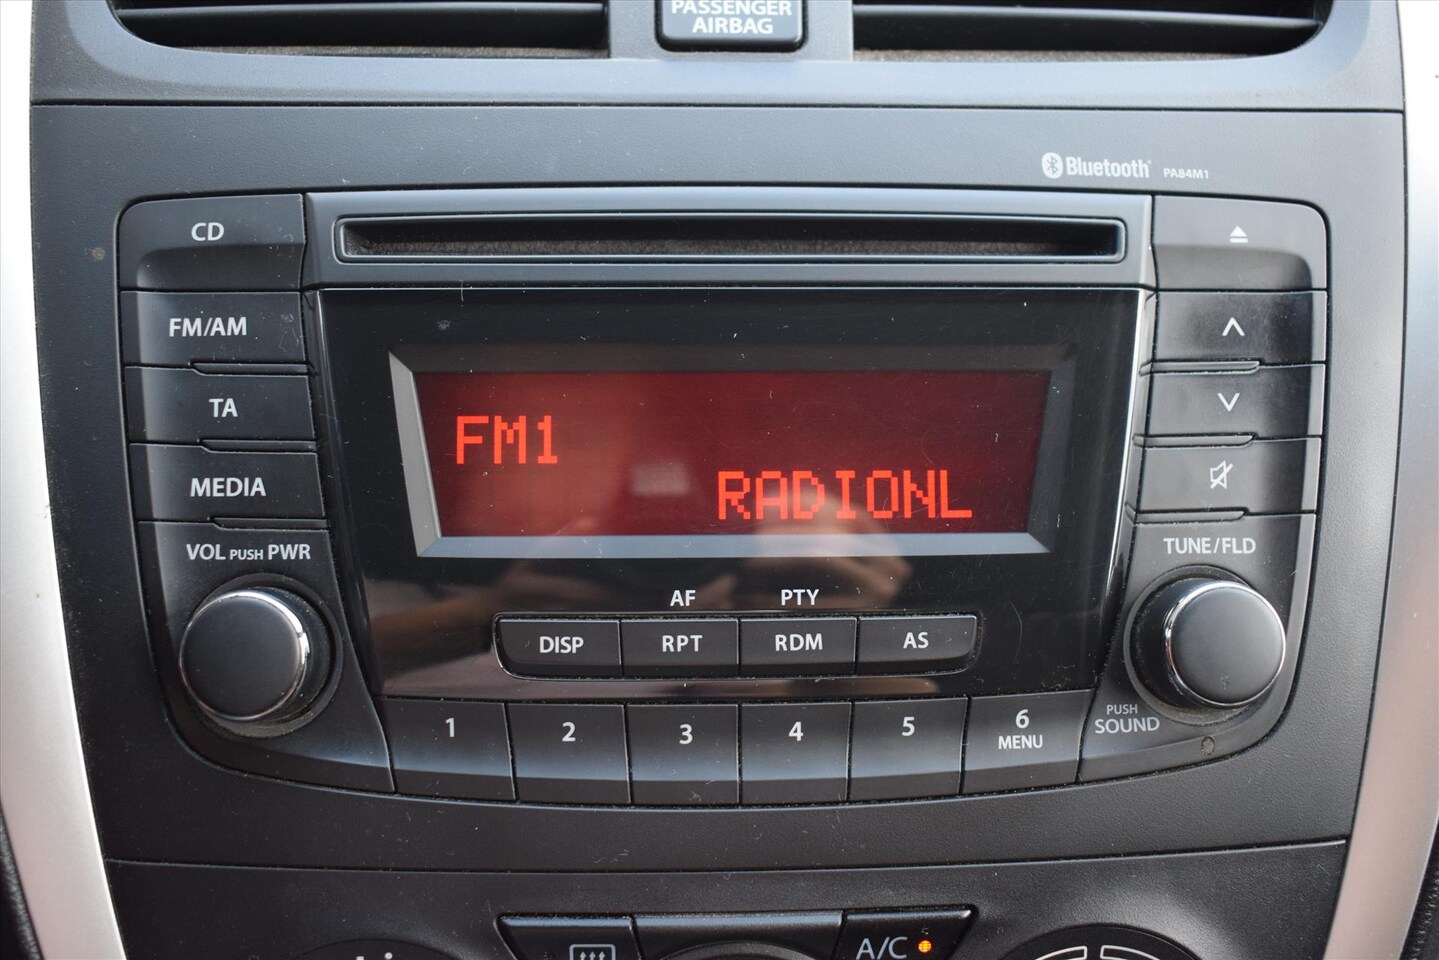 PASSENGER
AIRBAG
Bluetooth PA84M1
CD
FM/AM
TA
MEDIA
VOL PUSH PWR
FM1
RADIONL
TUNE/FLD
AF PTY
DISP RPT RDM AS
1 2 3 4 5 6
MENU
PUSH
SOUND
A/C